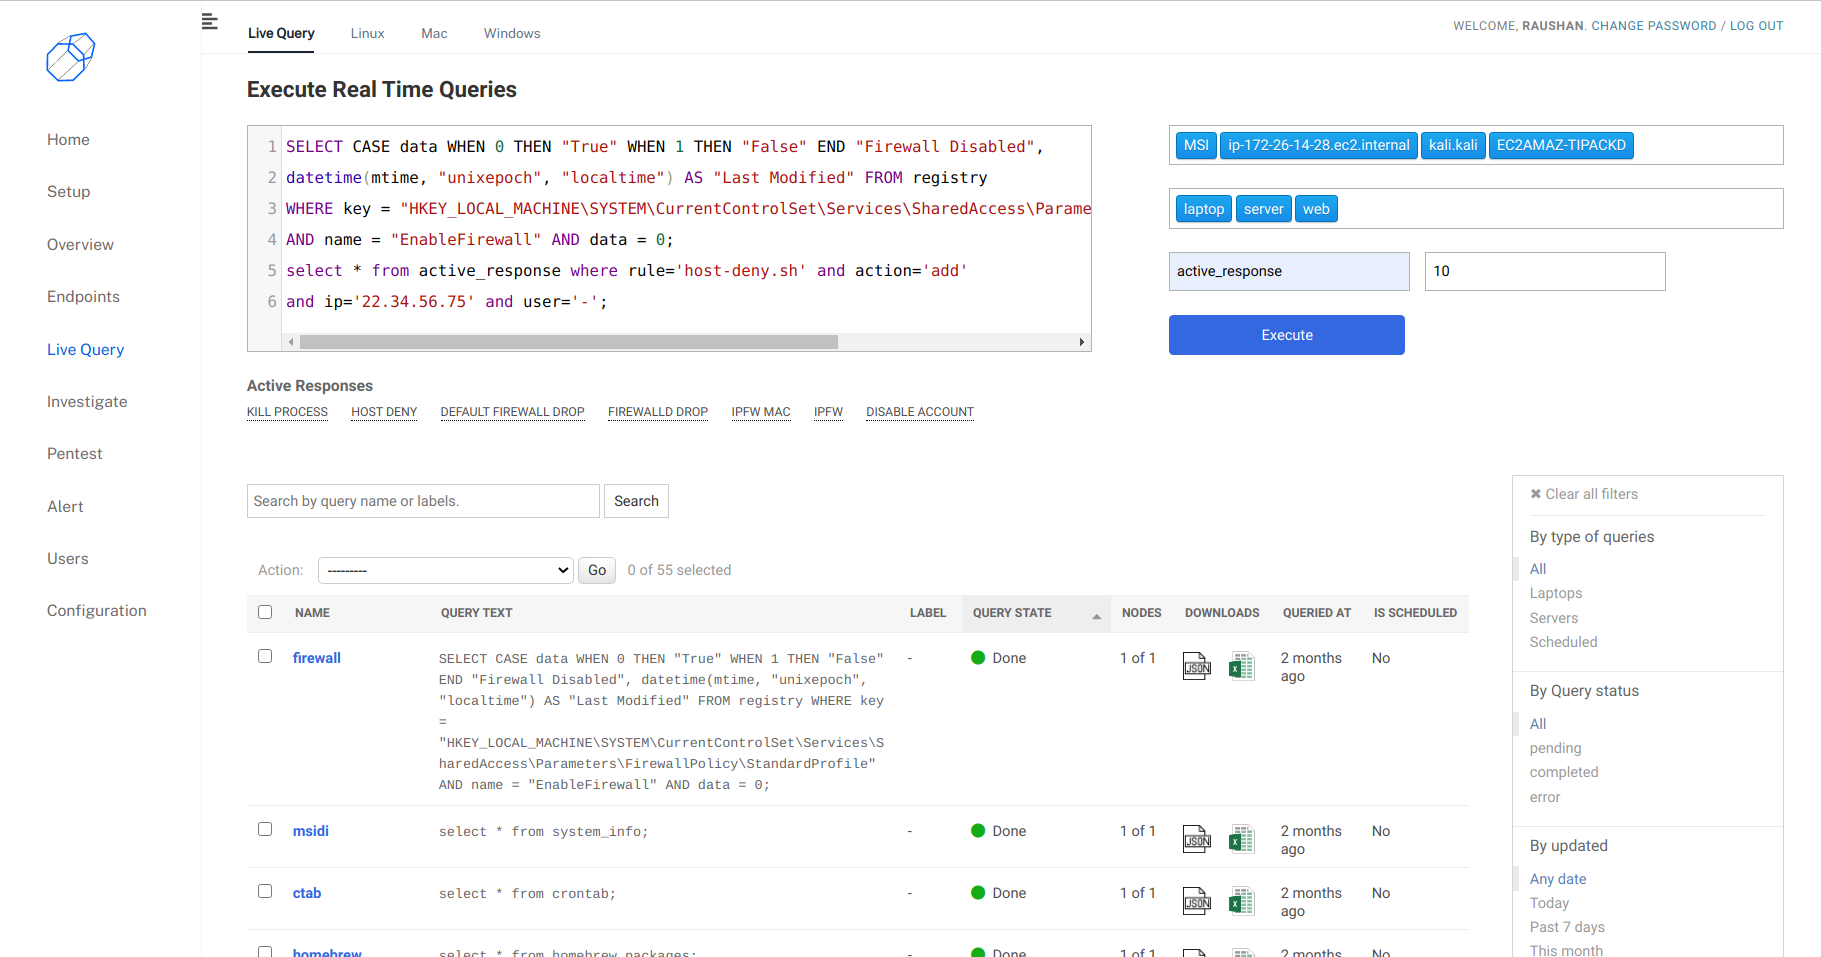 Live Query
Linux
Mac
Windows
WELCOME, RAUSHAN. CHANGE PASSWORD / LOG OUT
Home
Setup
Overview
Endpoints
Live Query
Investigate
Pentest
Alert
Users
Configuration
Execute Real Time Queries
1 SELECT CASE data WHEN 0 THEN "True" WHEN 1 THEN "False" END "Firewall Disabled",
2 datetime(mtime, "unixepoch", "localtime") AS "Last Modified" FROM registry
3 WHERE key = "HKEY_LOCAL_MACHINE\SYSTEM\CurrentControlSet\Services\SharedAccess\Parame
4 AND name = "EnableFirewall" AND data = 0;
5 select * from active_response where rule='host-deny.sh' and action='add'
6 and ip='22.34.56.75' and user='-';
MSI ip-172-26-14-28.ec2.internal kali.kali EC2AMAZ-TIPACKD
laptop server web
active_response
10
Execute
Active Responses
KILL PROCESS HOST DENY DEFAULT FIREWALL DROP FIREWALLD DROP IPFW MAC IPFW DISABLE ACCOUNT
Search by query name or labels.
Search
Action: --------- Go 0 of 55 selected
NAME QUERY TEXT LABEL QUERY STATE NODES DOWNLOADS QUERIED AT IS SCHEDULED
firewall
SELECT CASE data WHEN 0 THEN "True" WHEN 1 THEN "False"
END "Firewall Disabled", datetime(mtime, "unixepoch",
"localtime") AS "Last Modified" FROM registry WHERE key
=
"HKEY_LOCAL_MACHINE\SYSTEM\CurrentControlSet\Services\S
haredAccess\Parameters\FirewallPolicy\StandardProfile"
AND name = "EnableFirewall" AND data = 0;
-
Done
1 of 1
JSON
X
2 months
ago
No
msidi
select * from system_info;
-
Done
1 of 1
JSON
X
2 months
ago
No
ctab
select * from crontab;
-
Done
1 of 1
JSON
X
2 months
ago
No
homebrew
select * from homebrew_packages;
-
Done
1 of 1
2 months
No
✖ Clear all filters
By type of queries
All
Laptops
Servers
Scheduled
By Query status
All
pending
completed
error
By updated
Any date
Today
Past 7 days
This month